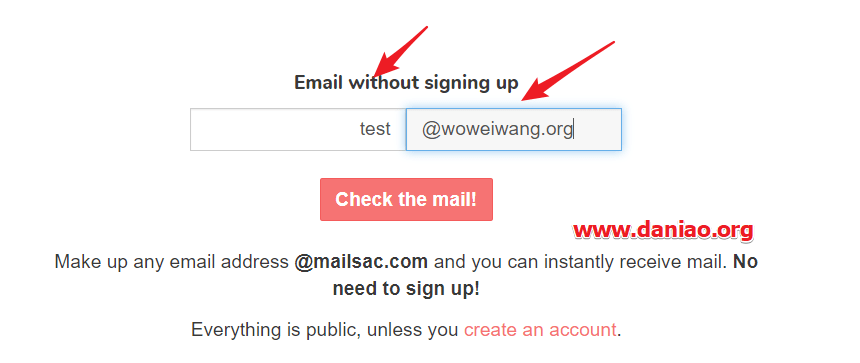 Email without signing up
test @woweiwang.org
Check the mail!
www.daniao.org
Make up any email address @mailsac.com and you can instantly receive mail. No
need to sign up!
Everything is public, unless you create an account.